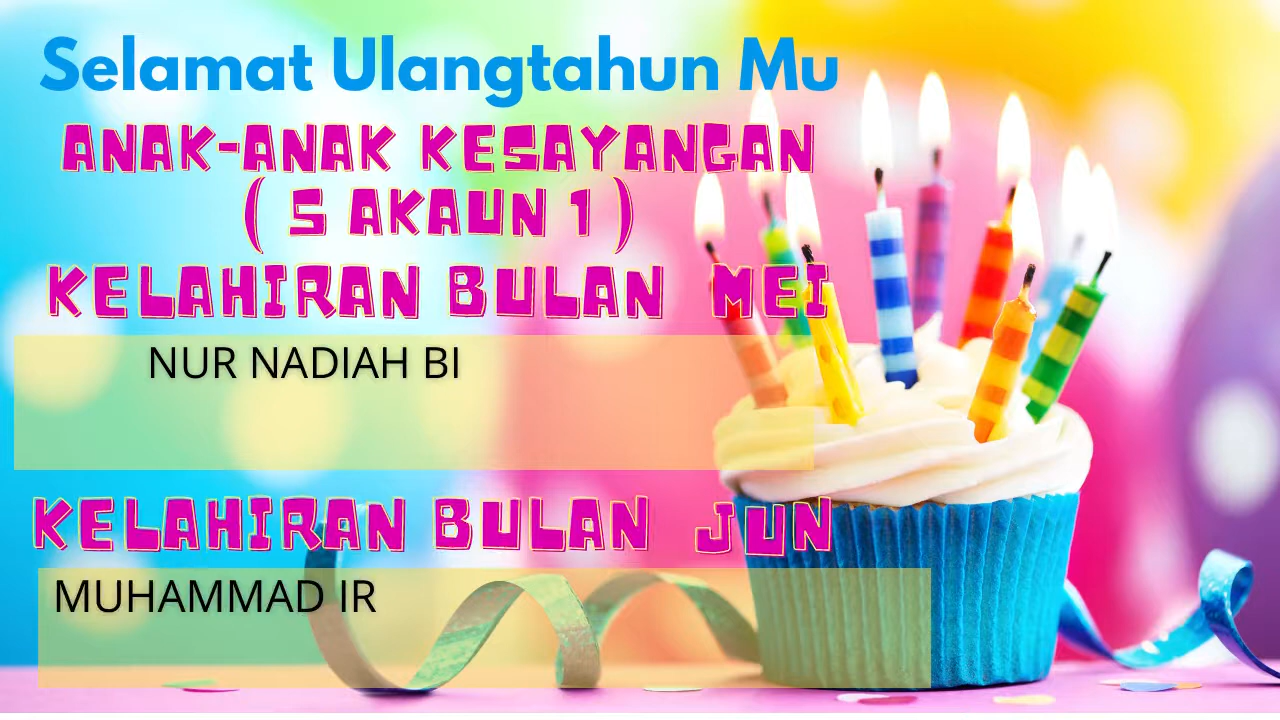 Selamat Ulangtahun Mu
ANAK-ANAK KESAYANGAN
( 5 AKAUN 1 )
KELAHIRAN BULAN MEI
NUR NADIAH BI
KELAHIRAN BULAN JUN
MUHAMMAD IR